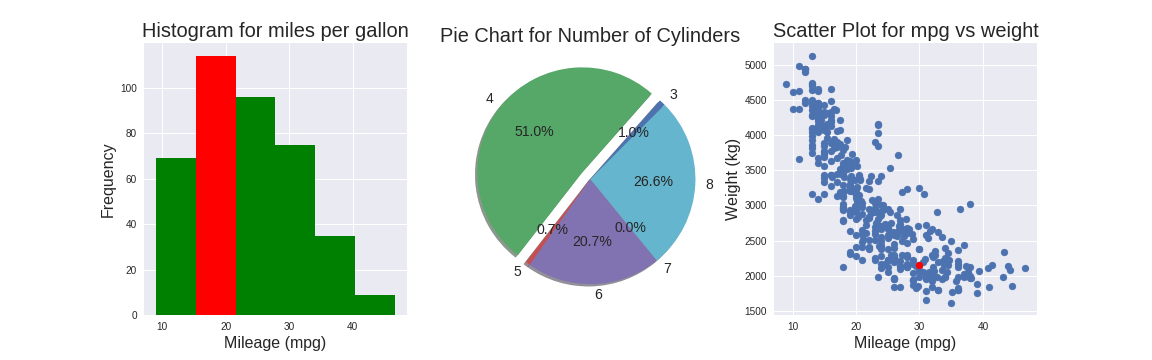 Histogram for miles per gallon
Frequency
100
80
60
40
20
0
10 20 30 40
Mileage (mpg)
Pie Chart for Number of Cylinders
3
4
51.0%
1.0%
26.6%
8
0.7%
0.0%
20.7%
5
7
6
Scatter Plot for mpg vs weight
Weight (kg)
5000
4500
4000
3500
3000
2500
2000
1500
10 20 30 40
Mileage (mpg)